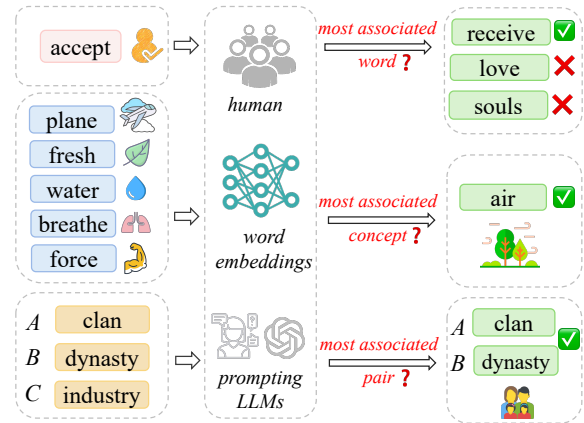 accept
human
most associated
word ?
receive
love
souls
plane
fresh
water
breathe
force
word
embeddings
most associated
concept ?
air
A clan
B dynasty
C industry
prompting
LLMs
most associated
pair ?
A clan
B dynasty